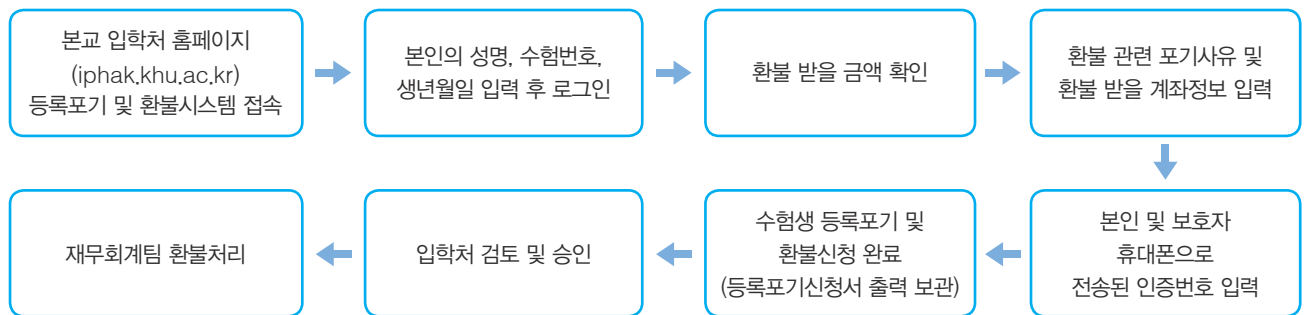 본교 입학처 홈페이지
(iphak.khu.ac.kr)
등록포기 및 환불시스템 접속
본인의 성명, 수험번호,
생년월일 입력 후 로그인
환불 받을 금액 확인
환불 관련 포기사유 및
환불 받을 계좌정보 입력
본인 및 보호자
휴대폰으로
전송된 인증번호 입력
수험생 등록포기 및
환불신청 완료
(등록포기신청서 출력 보관)
입학처 검토 및 승인
재무회계팀 환불처리